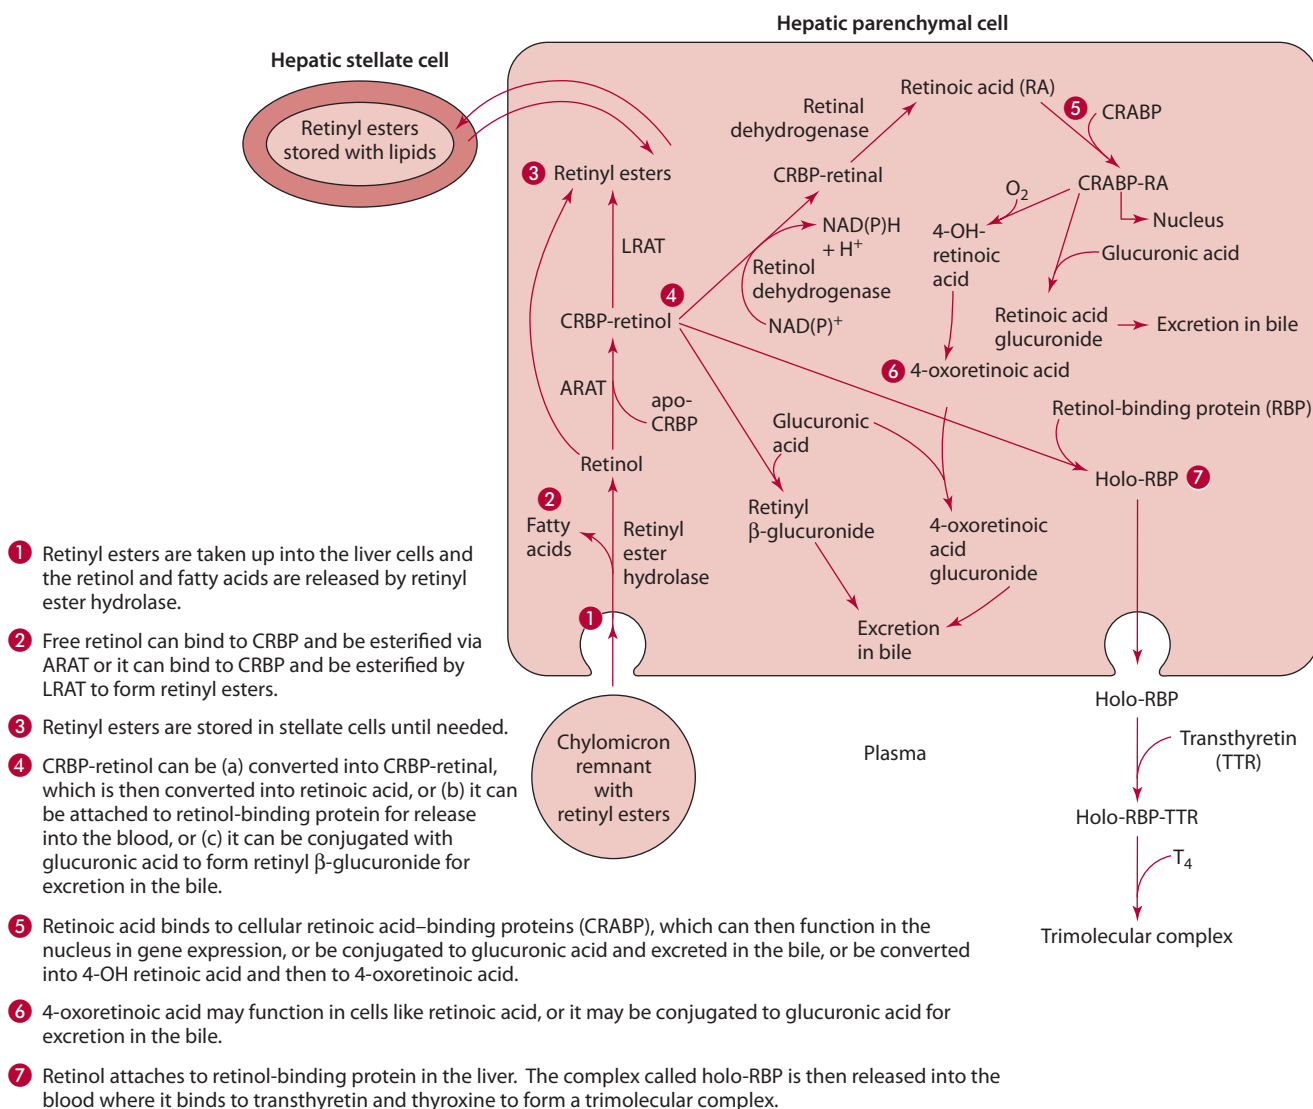 Hepatic parenchymal cell
Hepatic stellate cell
Retinyl esters
stored with lipids
Retinoic acid (RA)
Retinal
dehydrogenase
5
CRABP
3 Retinyl esters
CRBP-retinal
CRABP-RA
O₂
Nucleus
NAD(P)H
+ H⁺
4-OH-
retinoic
acid
LRAT
Glucuronic acid
Retinol
dehydrogenase
4
CRBP-retinol
NAD(P)⁺
Retinoic acid
glucuronide
Excretion in bile
6 4-oxoretinoic acid
ARAT
apo-
CRBP
Glucuronic
acid
Retinol-binding protein (RBP)
Retinol
Holo-RBP 7
2
Fatty
acids
Retinyl
ester
hydrolase
Retinyl
β-glucuronide
4-oxoretinoic
acid
glucuronide
1
Excretion
in bile
Chylomicron
remnant
with
retinyl esters
Plasma
Holo-RBP
Transthyretin
(TTR)
Holo-RBP-TTR
T₄
Trimolecular complex
1 Retinyl esters are taken up into the liver cells and
the retinol and fatty acids are released by retinyl
ester hydrolase.
2 Free retinol can bind to CRBP and be esterified via
ARAT or it can bind to CRBP and be esterified by
LRAT to form retinyl esters.
3 Retinyl esters are stored in stellate cells until needed.
4 CRBP-retinol can be (a) converted into CRBP-retinal,
which is then converted into retinoic acid, or (b) it can
be attached to retinol-binding protein for release
into the blood, or (c) it can be conjugated with
glucuronic acid to form retinyl β-glucuronide for
excretion in the bile.
5 Retinoic acid binds to cellular retinoic acid–binding proteins (CRABP), which can then function in the
nucleus in gene expression, or be conjugated to glucuronic acid and excreted in the bile, or be converted
into 4-OH retinoic acid and then to 4-oxoretinoic acid.
6 4-oxoretinoic acid may function in cells like retinoic acid, or it may be conjugated to glucuronic acid for
excretion in the bile.
7 Retinol attaches to retinol-binding protein in the liver. The complex called holo-RBP is then released into the
blood where it binds to transthyretin and thyroxine to form a trimolecular complex.